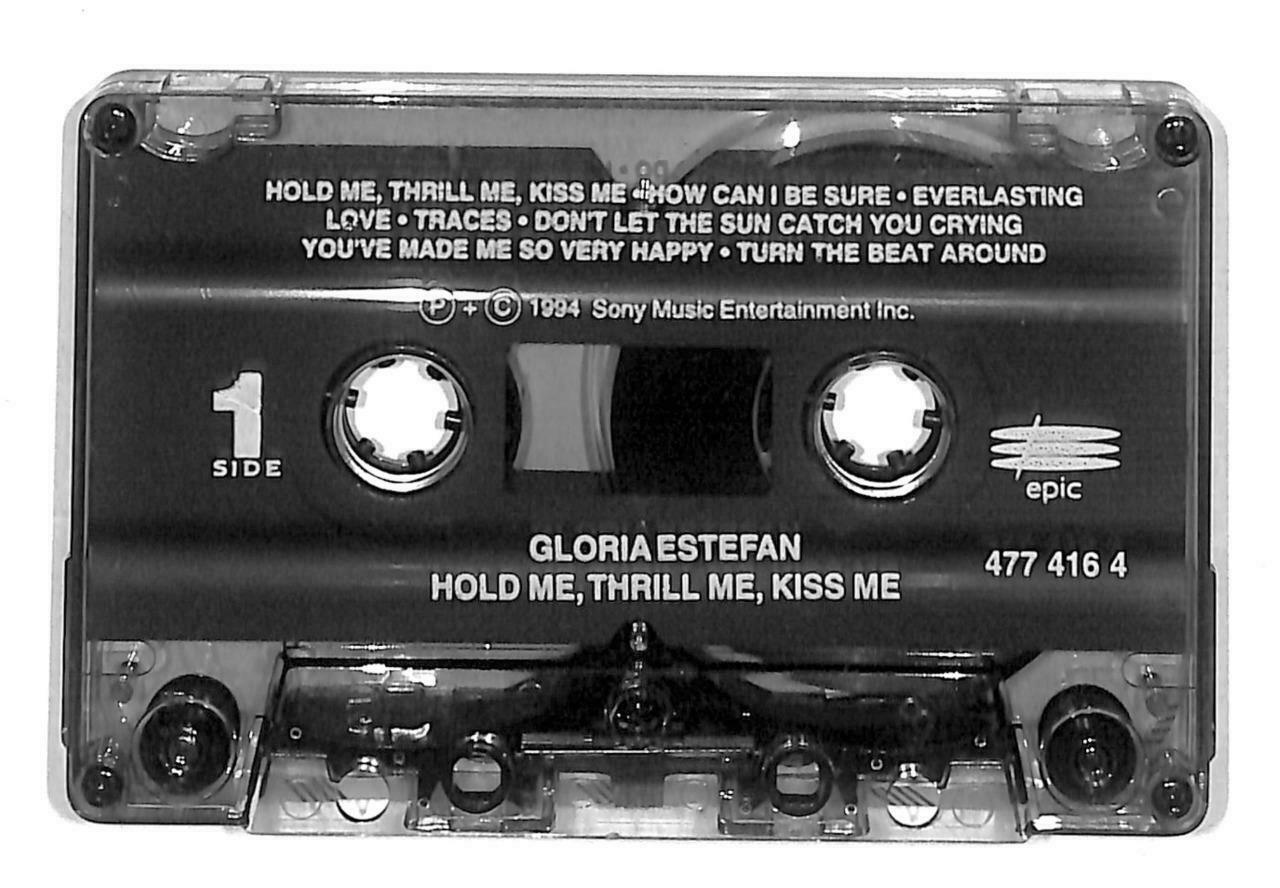 HOLD ME, THRILL ME, KISS ME • HOW CAN I BE SURE • EVERLASTING
LOVE • TRACES • DON'T LET THE SUN CATCH YOU CRYING
YOU'VE MADE ME SO VERY HAPPY • TURN THE BEAT AROUND
Ⓟ + © 1994 Sony Music Entertainment Inc.
1
SIDE
epic
GLORIA ESTEFAN
HOLD ME, THRILL ME, KISS ME
477 416 4